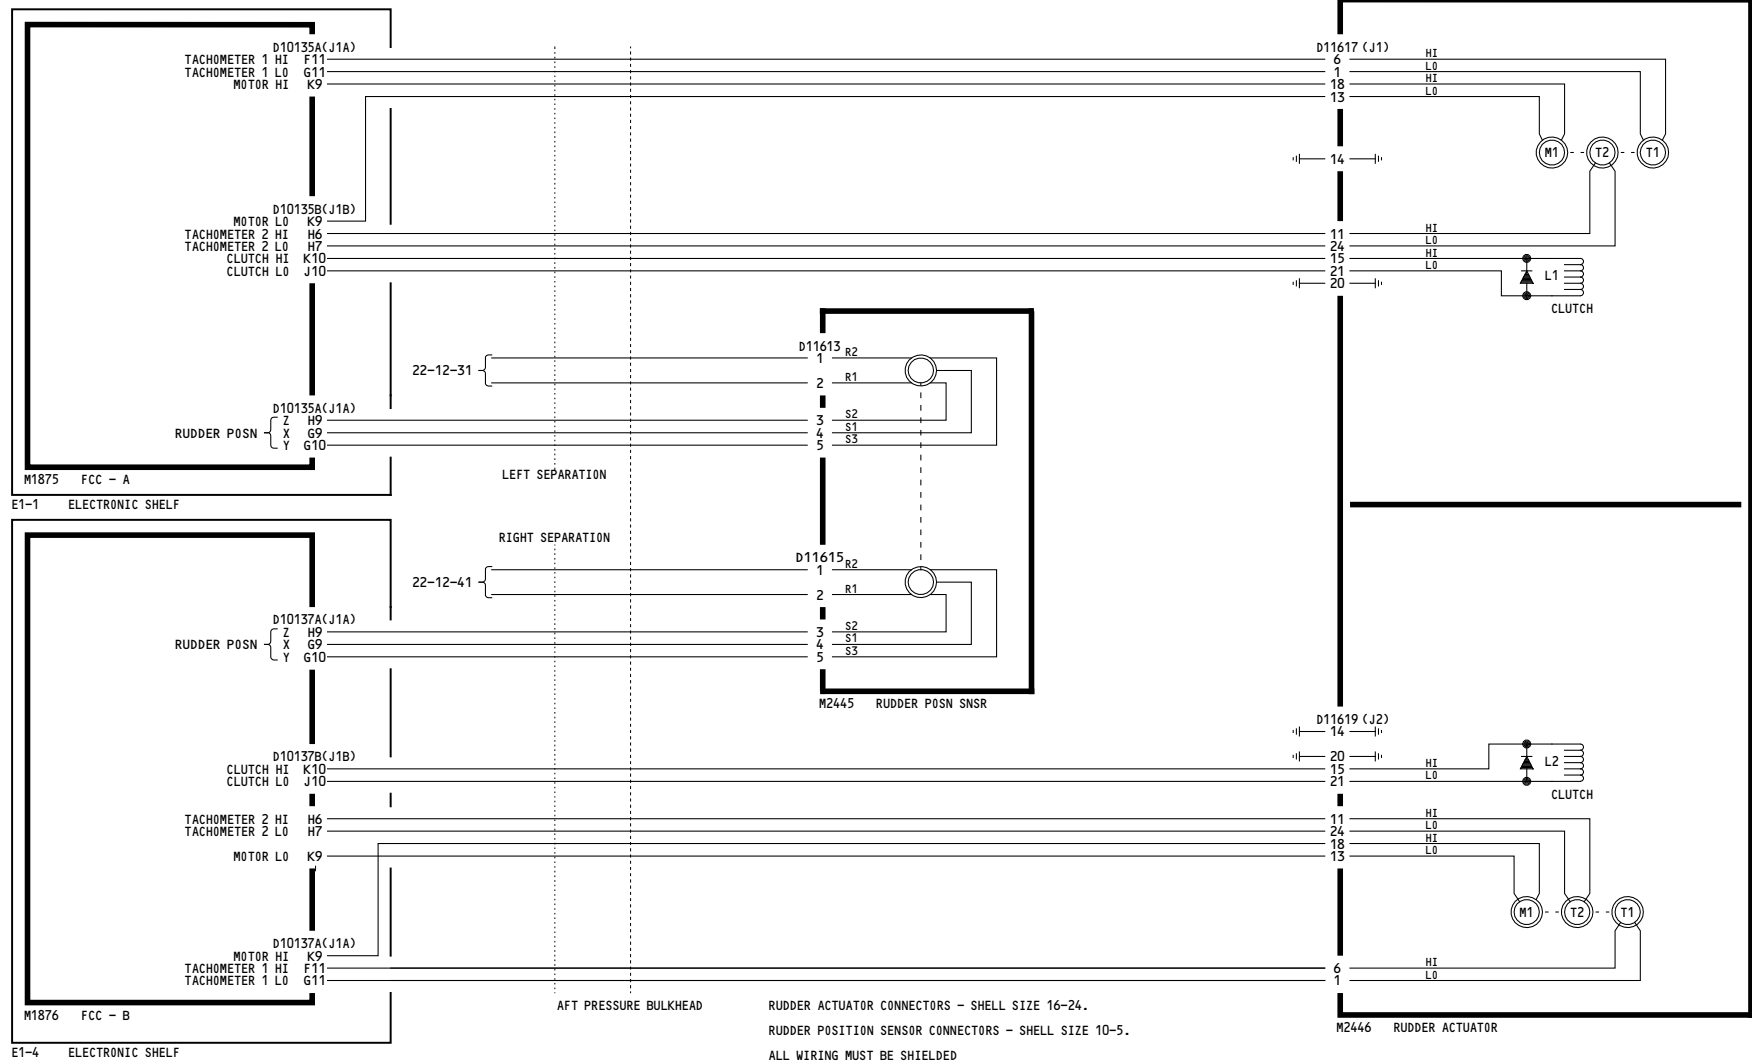 D10135A(J1A)
TACHOMETER 1 HI F11
TACHOMETER 1 LO G11
MOTOR HI K9
D10135B(J1B)
MOTOR LO K9
TACHOMETER 2 HI H6
TACHOMETER 2 LO H7
CLUTCH HI K10
CLUTCH LO J10
D10135A(J1A)
Z H9
RUDDER POSN X G9
Y G10
M1875 FCC - A
E1-1 ELECTRONIC SHELF
D11617 (J1)
6 HI
1 LO
18 HI
13 LO
M1 T2 T1
14
11 HI
24 LO
15 HI
21 LO
20
L1
CLUTCH
22-12-31
D11613
1 R2
2 R1
3 S2
4 S1
5 S3
LEFT SEPARATION
RIGHT SEPARATION
22-12-41
D11615
1 R2
2 R1
3 S2
4 S1
5 S3
M2445 RUDDER POSN SNSR
D10137A(J1A)
Z H9
RUDDER POSN X G9
Y G10
D10137B(J1B)
CLUTCH HI K10
CLUTCH LO J10
TACHOMETER 2 HI H6
TACHOMETER 2 LO H7
MOTOR LO K9
D10137A(J1A)
MOTOR HI K9
TACHOMETER 1 HI F11
TACHOMETER 1 LO G11
M1876 FCC - B
E1-4 ELECTRONIC SHELF
D11619 (J2)
14
20
15 HI
21 LO
L2
CLUTCH
11 HI
24 LO
18 HI
13 LO
M1 T2 T1
6 HI
1 LO
M2446 RUDDER ACTUATOR
AFT PRESSURE BULKHEAD
RUDDER ACTUATOR CONNECTORS - SHELL SIZE 16-24.
RUDDER POSITION SENSOR CONNECTORS - SHELL SIZE 10-5.
ALL WIRING MUST BE SHIELDED